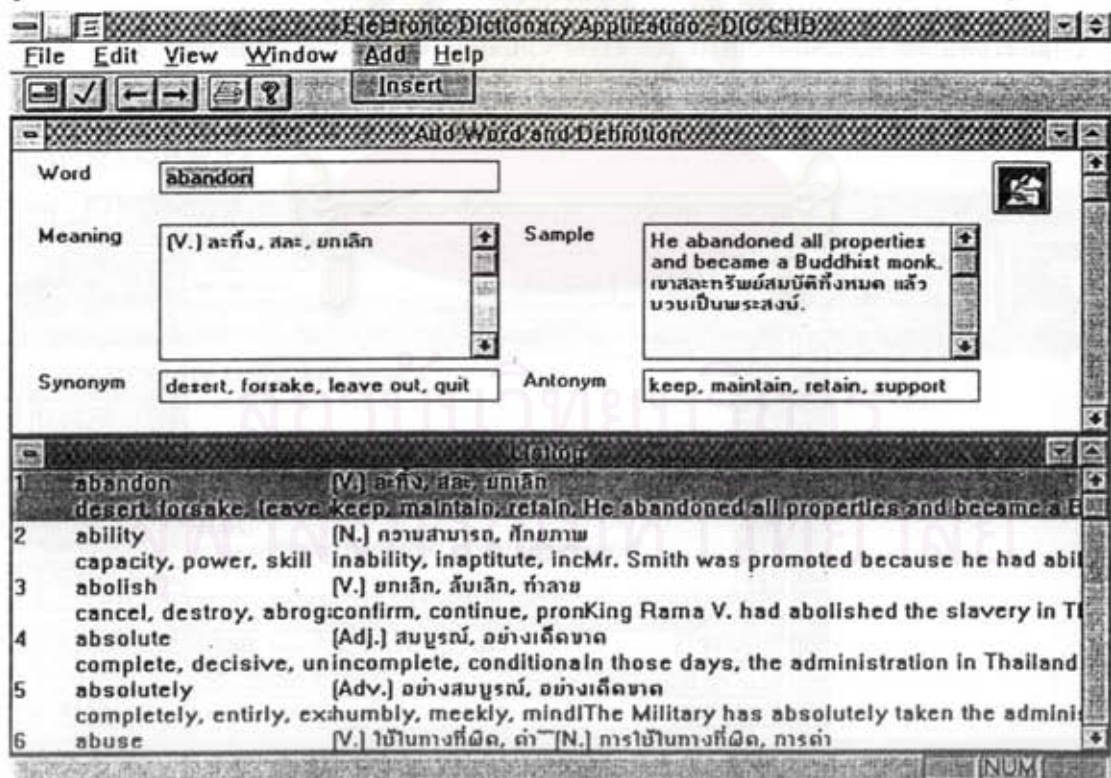 Electronic Dictionary Application - DIC.CHB
File Edit View Window Add Help
Insert
Add Word and Definition
Word abandon
Meaning (V.) ละทิ้ง, สละ, ยกเลิก
Sample He abandoned all properties
and became a Buddhist monk.
เขาสละทรัพย์สมบัติทั้งหมด แล้ว
บวชเป็นพระสงฆ์.
Synonym desert, forsake, leave out, quit
Antonym keep, maintain, retain, support
Listing
1 abandon (V.) ละทิ้ง, สละ, ยกเลิก
desert, forsake, leave keep, maintain, retain, He abandoned all properties and became a B
2 ability (N.) ความสามารถ, ศักยภาพ
capacity, power, skill inability, inaptitute, incMr. Smith was promoted because he had abil
3 abolish (V.) ยกเลิก, ล้มเลิก, ทำลาย
cancel, destroy, abrogaconfirm, continue, pronKing Rama V. had abolished the slavery in Tl
4 absolute (Adj.) สมบูรณ์, อย่างเด็ดขาด
complete, decisive, unincomplete, conditionaIn those days, the administration in Thailand
5 absolutely (Adv.) อย่างสมบูรณ์, อย่างเด็ดขาด
completely, entirly, exahumbly, meekly, mindlThe Military has absolutely taken the adminis
6 abuse (V.) ใช้ในทางที่ผิด, ด่า (N.) การใช้ในทางที่ผิด, การด่า
NUM